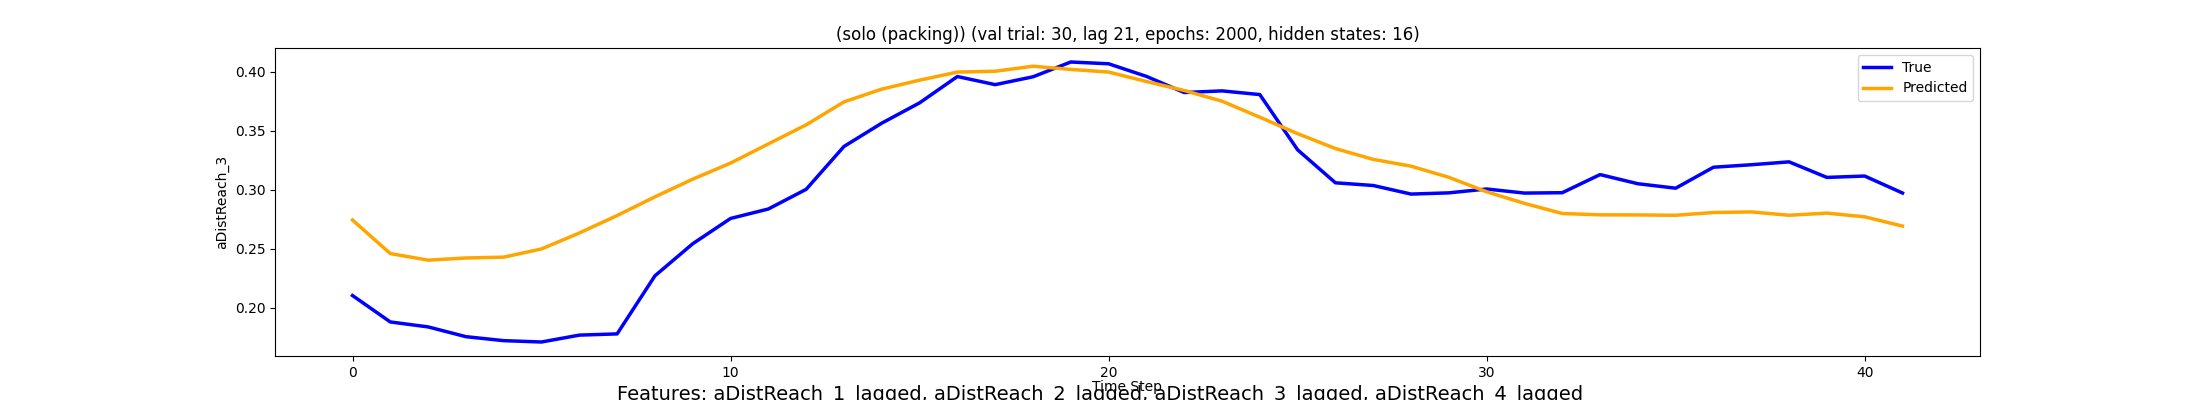 (solo (packing)) (val trial: 30, lag 21, epochs: 2000, hidden states: 16)
True
Predicted
aDistReach_3
0.40
0.35
0.30
0.25
0.20
0
10
20
30
40
Time Step
Features: aDistReach_1_lagged, aDistReach_2_lagged, aDistReach_3_lagged, aDistReach_4_lagged